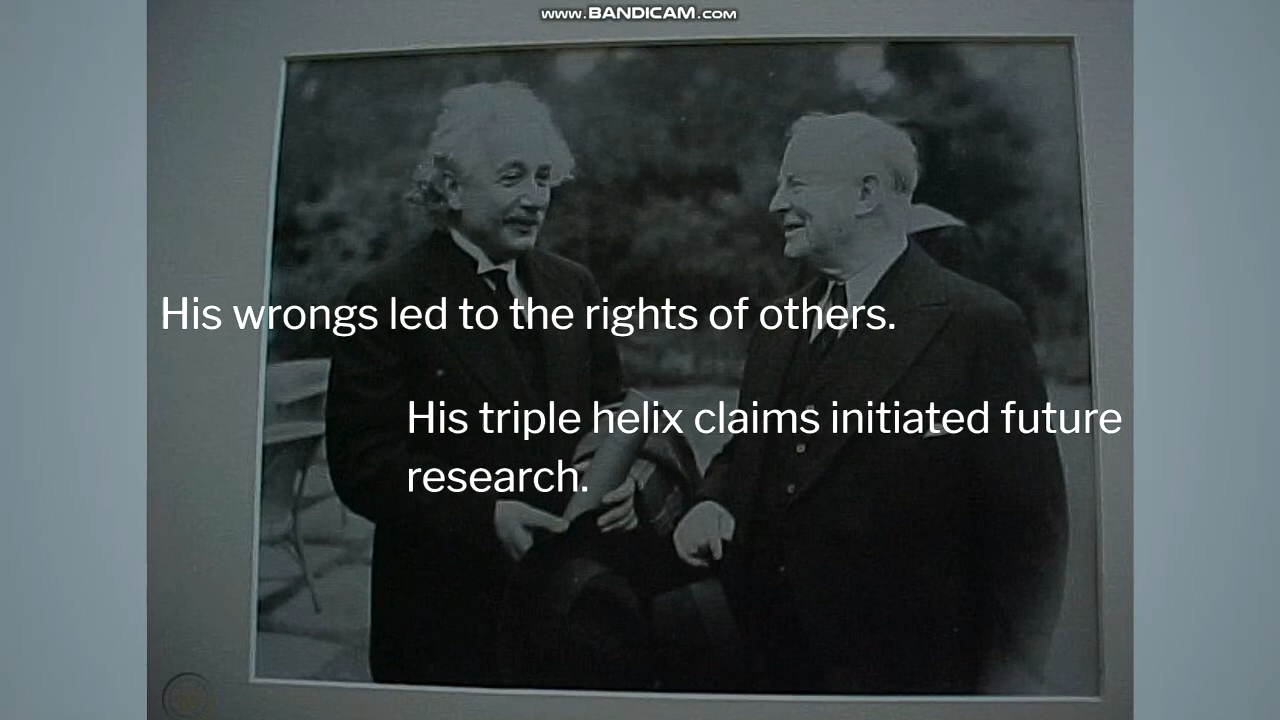 www.BANDICAM.com
His wrongs led to the rights of others.
His triple helix claims initiated future
research.